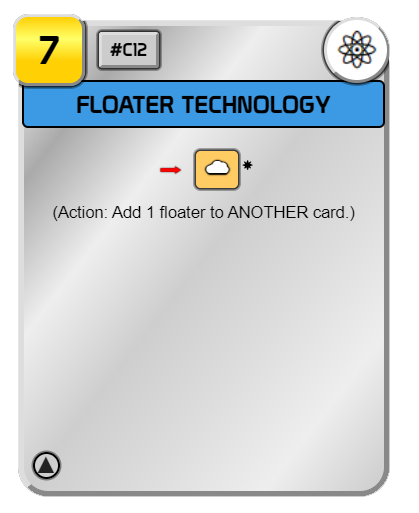 7
#C12
FLOATER TECHNOLOGY
*
(Action: Add 1 floater to ANOTHER card.)